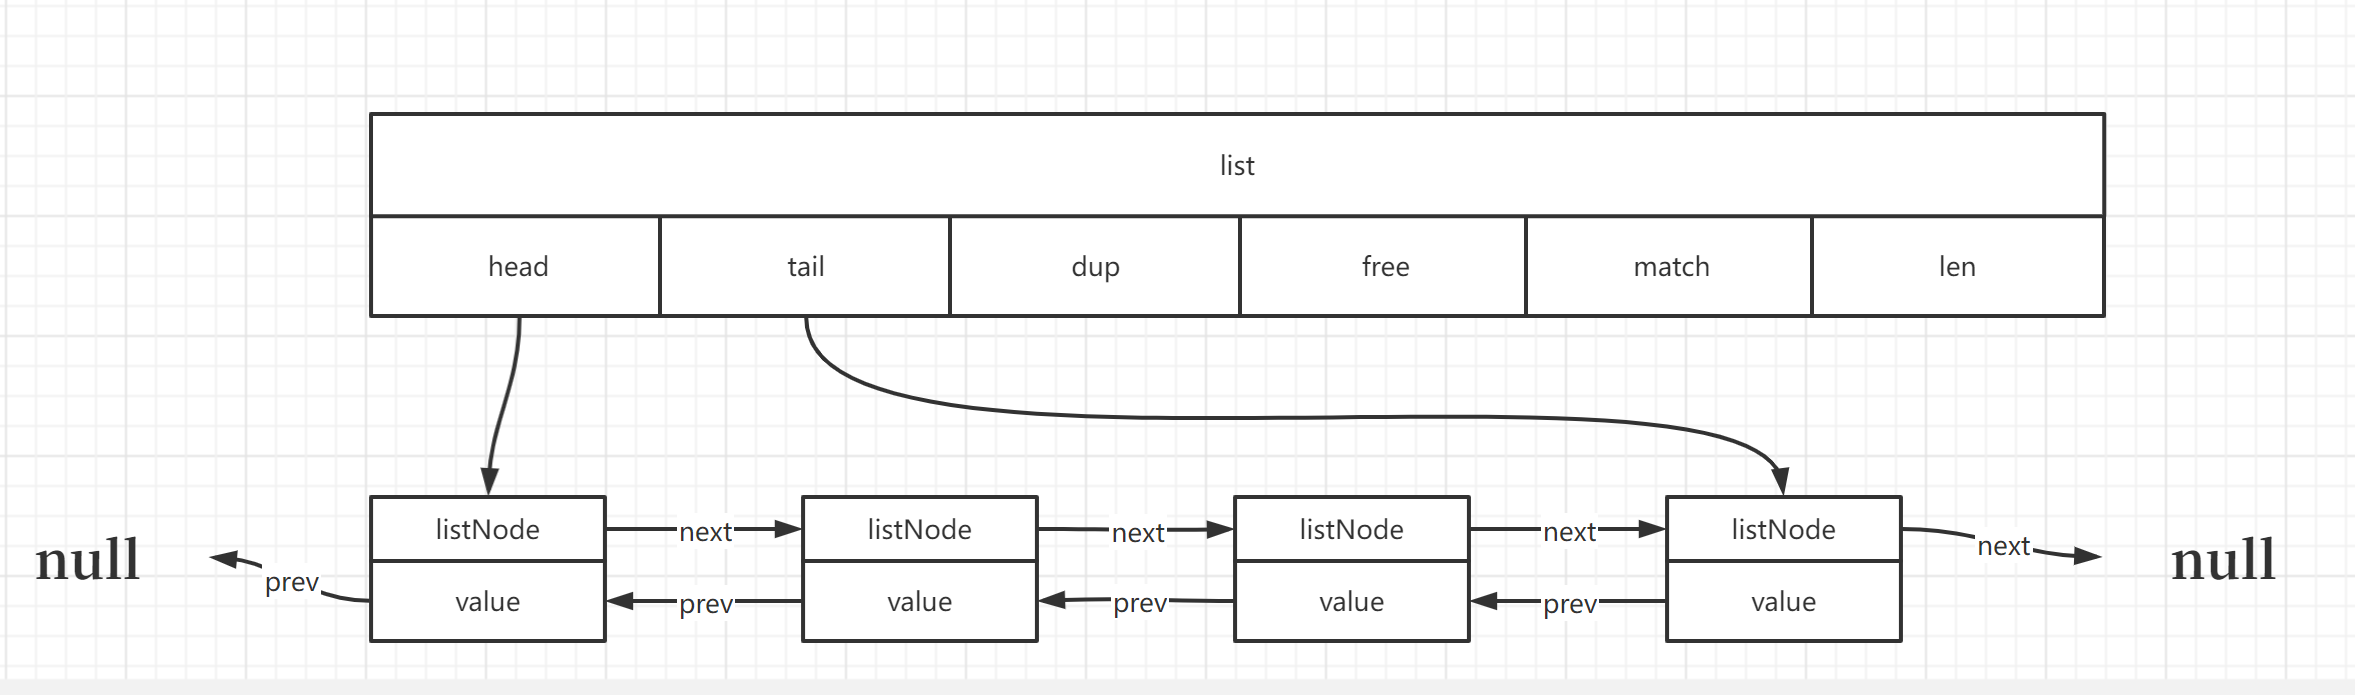 list
head tail dup free match len
listNode next listNode next listNode next listNode next
null prev value prev value prev value prev value null